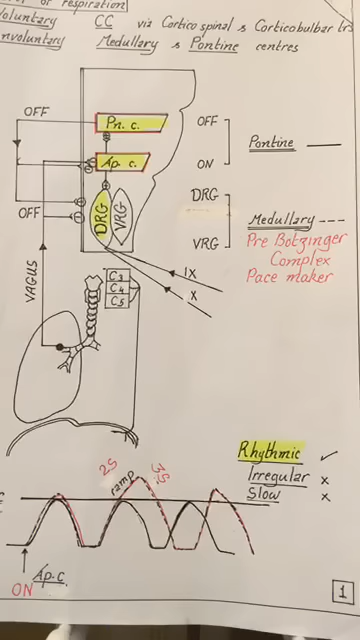 of respiration
Voluntary CC via Corticospinal & Corticobulbar trs
Involuntary Medullary & Pontine centres
OFF Pn. c. OFF
Pontine
Ap. c. ON
DRG
OFF DRG VRG Medullary
VRG Pre Botzinger
Complex
Pace maker
VAGUS
IX
X
C3
C4
C5
Rhythmic ✓
2S ramp 3S Irregular x
Slow x
Ap. c.
ON
1